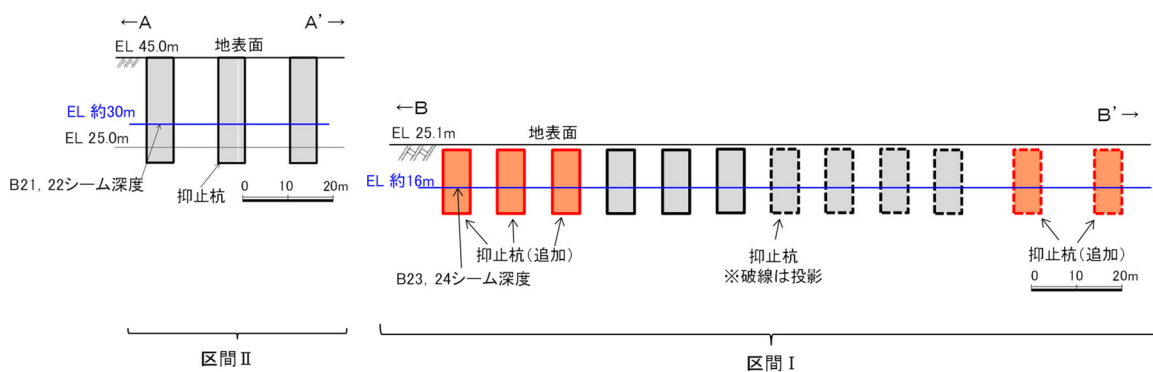 ←A
A'→
EL 45.0m
地表面
EL 約30m
EL 25.0m
B21, 22シーム深度
抑止杭
0
10
20m
区間Ⅱ
←B
B'→
EL 25.1m
地表面
EL 約16m
抑止杭(追加)
B23, 24シーム深度
抑止杭
※破線は投影
抑止杭(追加)
0
10
20m
区間Ⅰ